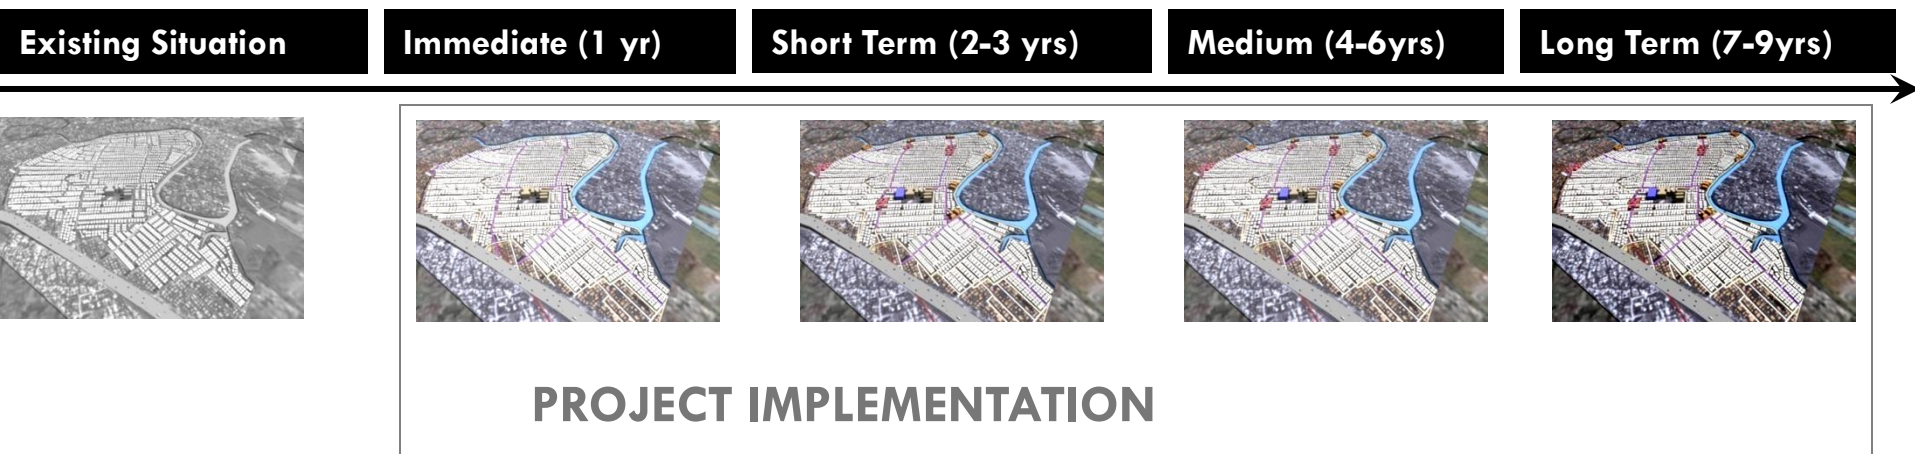 Existing Situation
Immediate (1 yr)
Short Term (2-3 yrs)
Medium (4-6yrs)
Long Term (7-9yrs)
PROJECT IMPLEMENTATION